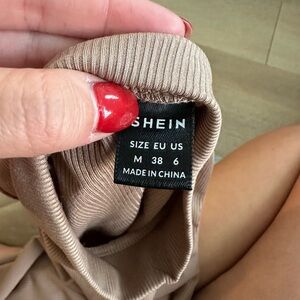 SHEIN
SIZE EU US
M 38 6
MADE IN CHINA